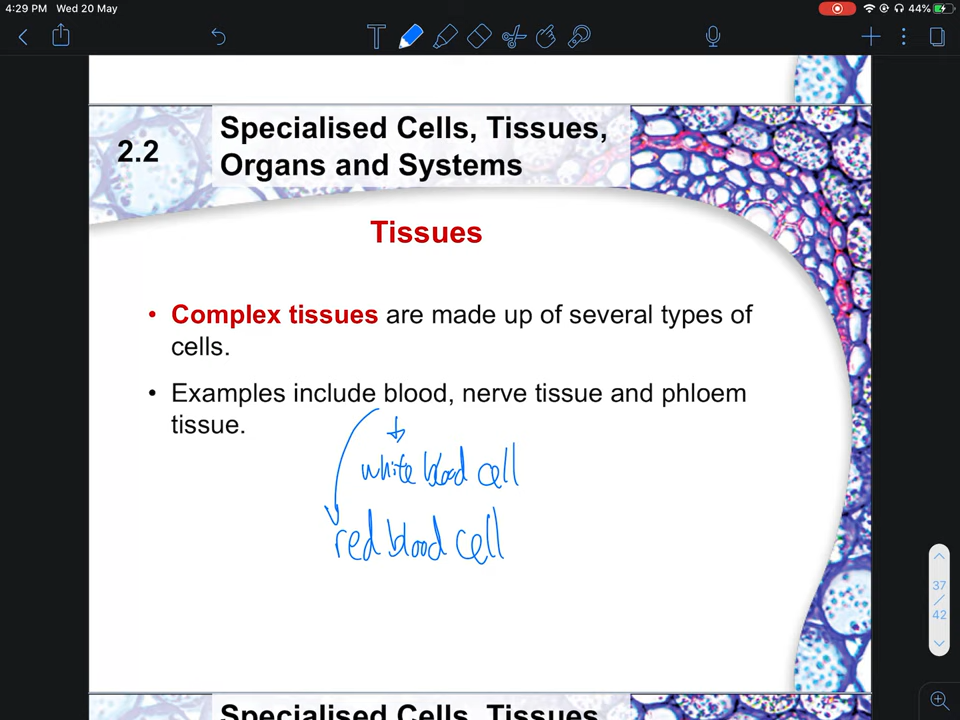 4:29 PM Wed 20 May
44%
2.2
Specialised Cells, Tissues,
Organs and Systems
Tissues
• Complex tissues are made up of several types of
cells.
• Examples include blood, nerve tissue and phloem
tissue.
white blood cell
red blood cell
37
/
42
Specialised Cells, Tissues,